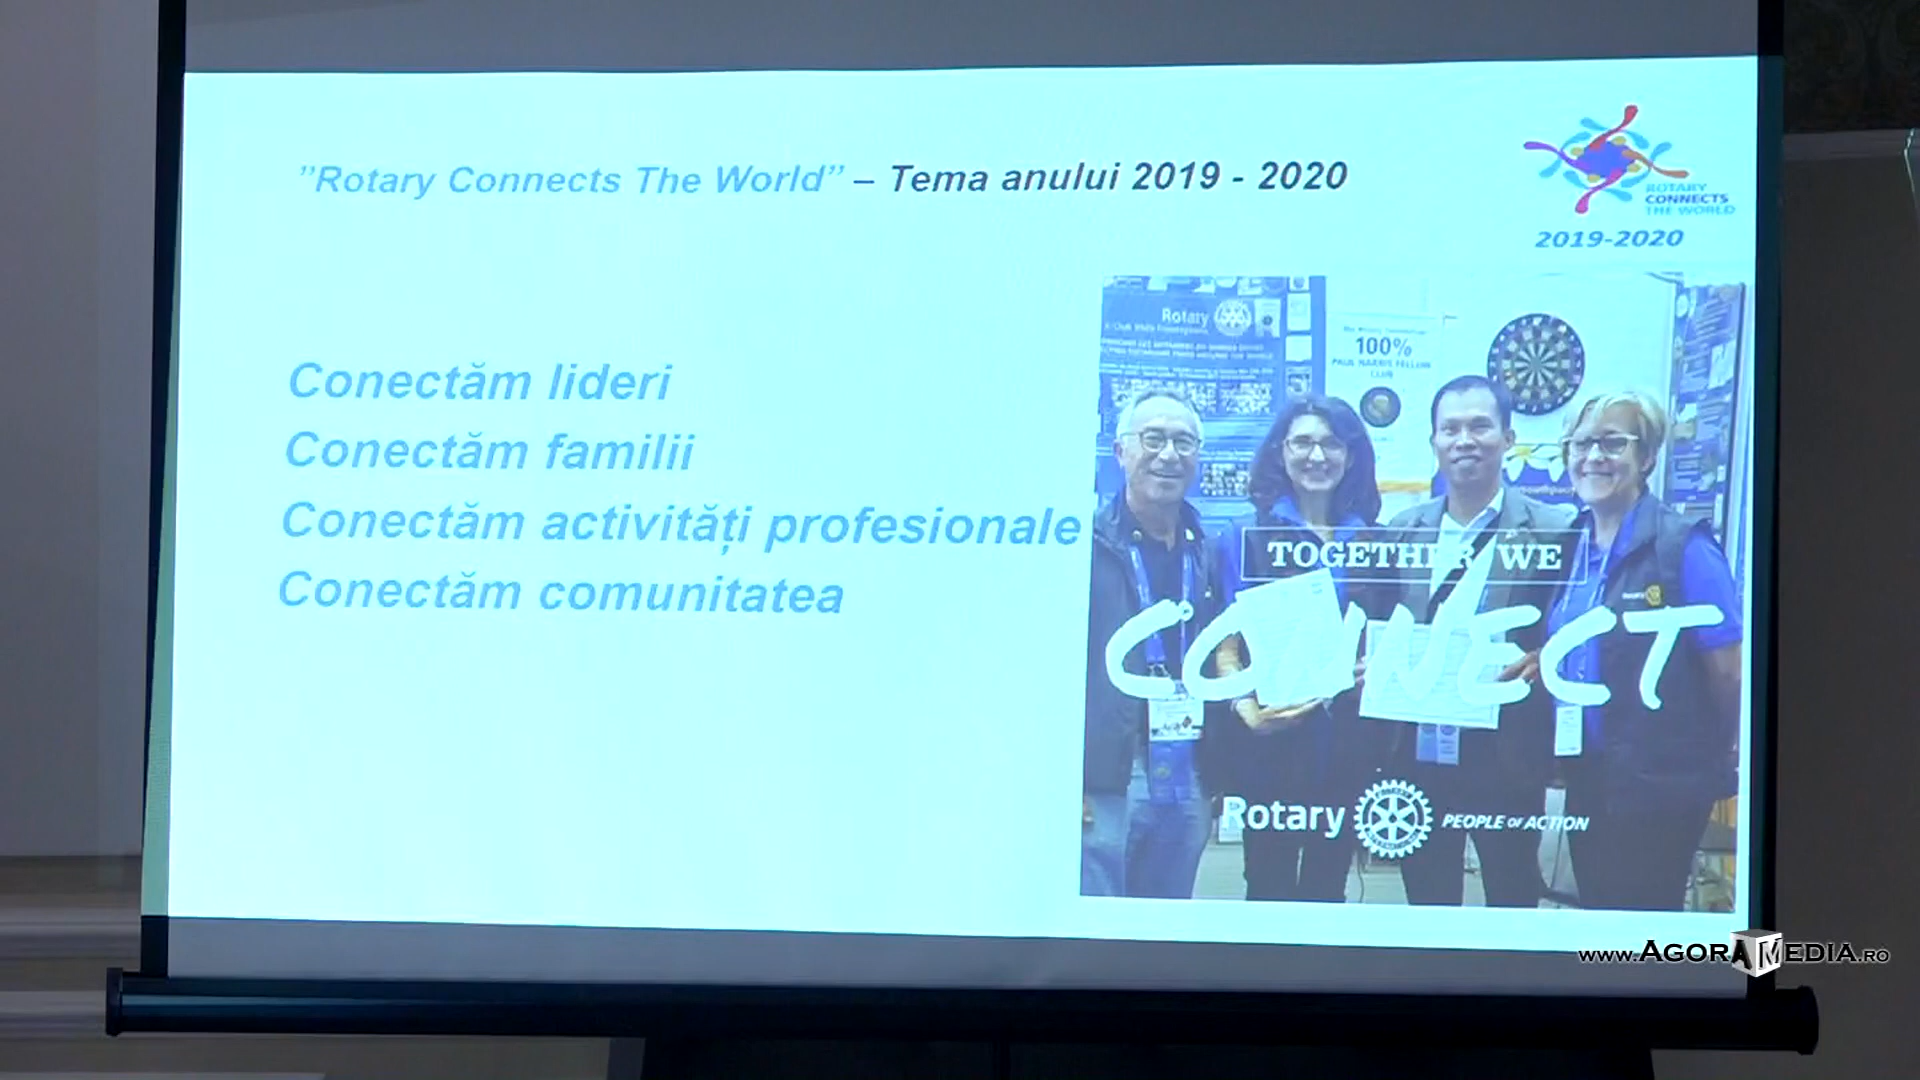 ”Rotary Connects The World” – Tema anului 2019 - 2020
ROTARY
CONNECTS
THE WORLD
2019-2020
Conectăm lideri
Conectăm familii
Conectăm activități profesionale
Conectăm comunitatea
Rotary
100%
PAUL HARRIS FELLOW
CLUB
TOGETHER WE
CONNECT
Rotary PEOPLE OF ACTION
www.AGORAMEDIA.RO